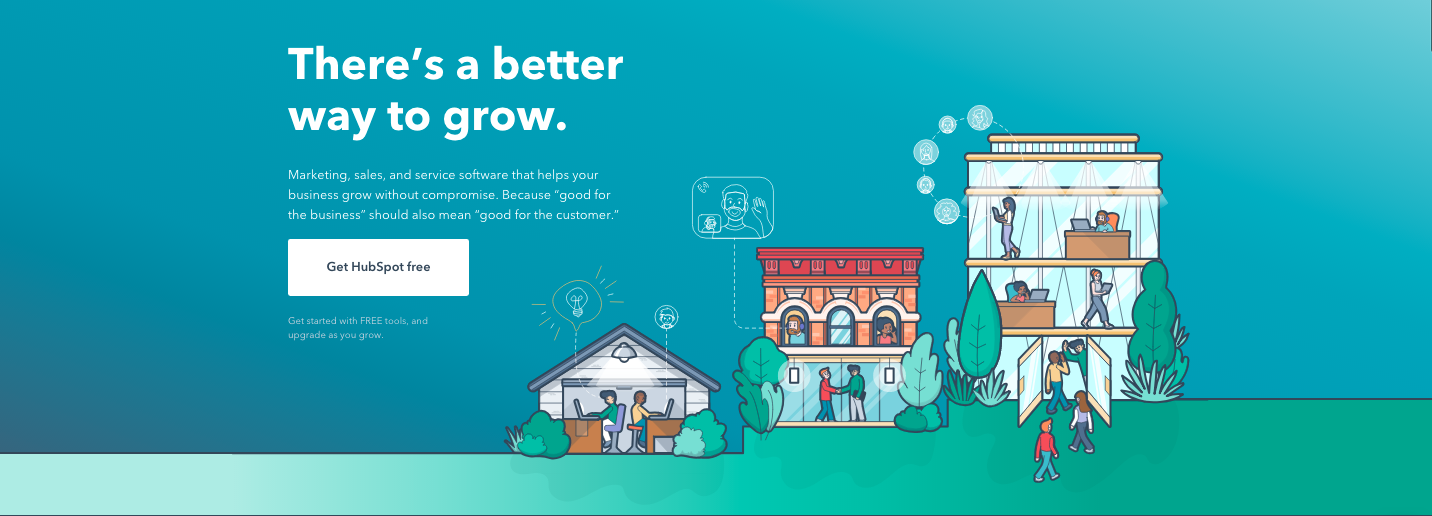 There’s a better
way to grow.
Marketing, sales, and service software that helps your
business grow without compromise. Because “good for
the business” should also mean “good for the customer.”
Get HubSpot free
Get started with FREE tools, and
upgrade as you grow.